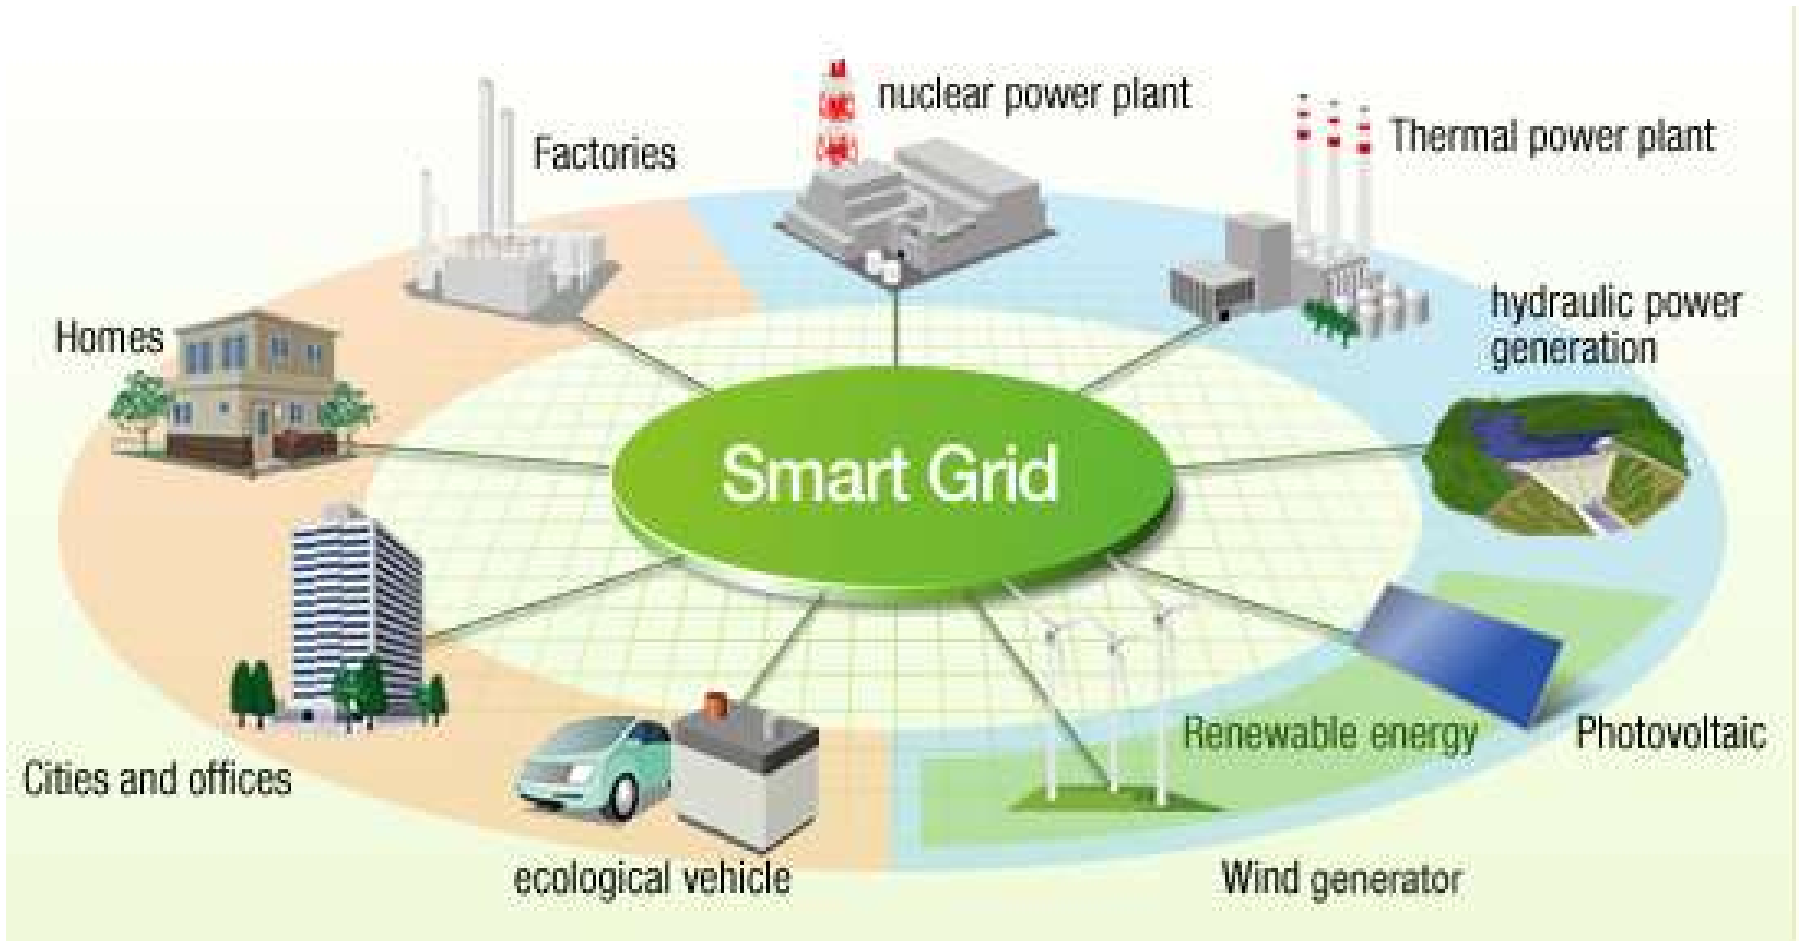 nuclear power plant
Thermal power plant
Factories
hydraulic power
generation
Homes
Smart Grid
Renewable energy
Photovoltaic
Cities and offices
ecological vehicle
Wind generator